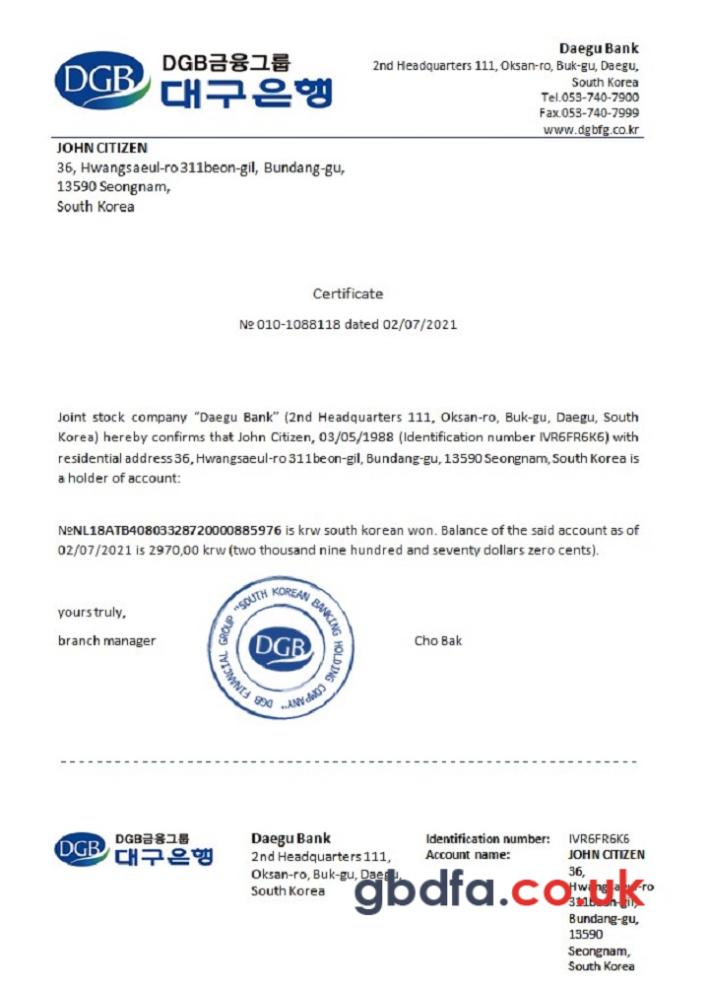 DGB
DGB금융그룹
대구은행
Daegu Bank
2nd Headquarters 111, Oksan-ro, Buk-gu, Daegu,
South Korea
Tel.053-740-7900
Fax.053-740-7999
www.dgbfg.co.kr
JOHN CITIZEN
36, Hwangsaeul-ro 311beon-gil, Bundang-gu,
13590 Seongnam,
South Korea
Certificate
№ 010-1088118 dated 02/07/2021
Joint stock company “Daegu Bank” (2nd Headquarters 111, Oksan-ro, Buk-gu, Daegu, South
Korea) hereby confirms that John Citizen, 03/05/1988 (Identification number IVR6FR6K6) with
residential address 36, Hwangsaeul-ro 311beon-gil, Bundang-gu, 13590 Seongnam, South Korea is
a holder of account:
№NL18ATB40803328720000885976 is krw south korean won. Balance of the said account as of
02/07/2021 is 2970,00 krw (two thousand nine hundred and seventy dollars zero cents).
yours truly,
branch manager
DGB FINANCIAL GROUP "SOUTH KOREAN BANKING HOLDING COMPANY"
DGB
Cho Bak
DGB
DGB금융그룹
대구은행
Daegu Bank
2nd Headquarters 111,
Oksan-ro, Buk-gu, Daegu,
South Korea
Identification number: IVR6FR6K6
Account name: JOHN CITIZEN
36,
Hwangsaeul-ro
311beon-gil,
Bundang-gu,
13590
Seongnam,
South Korea
gbdfa.co.uk